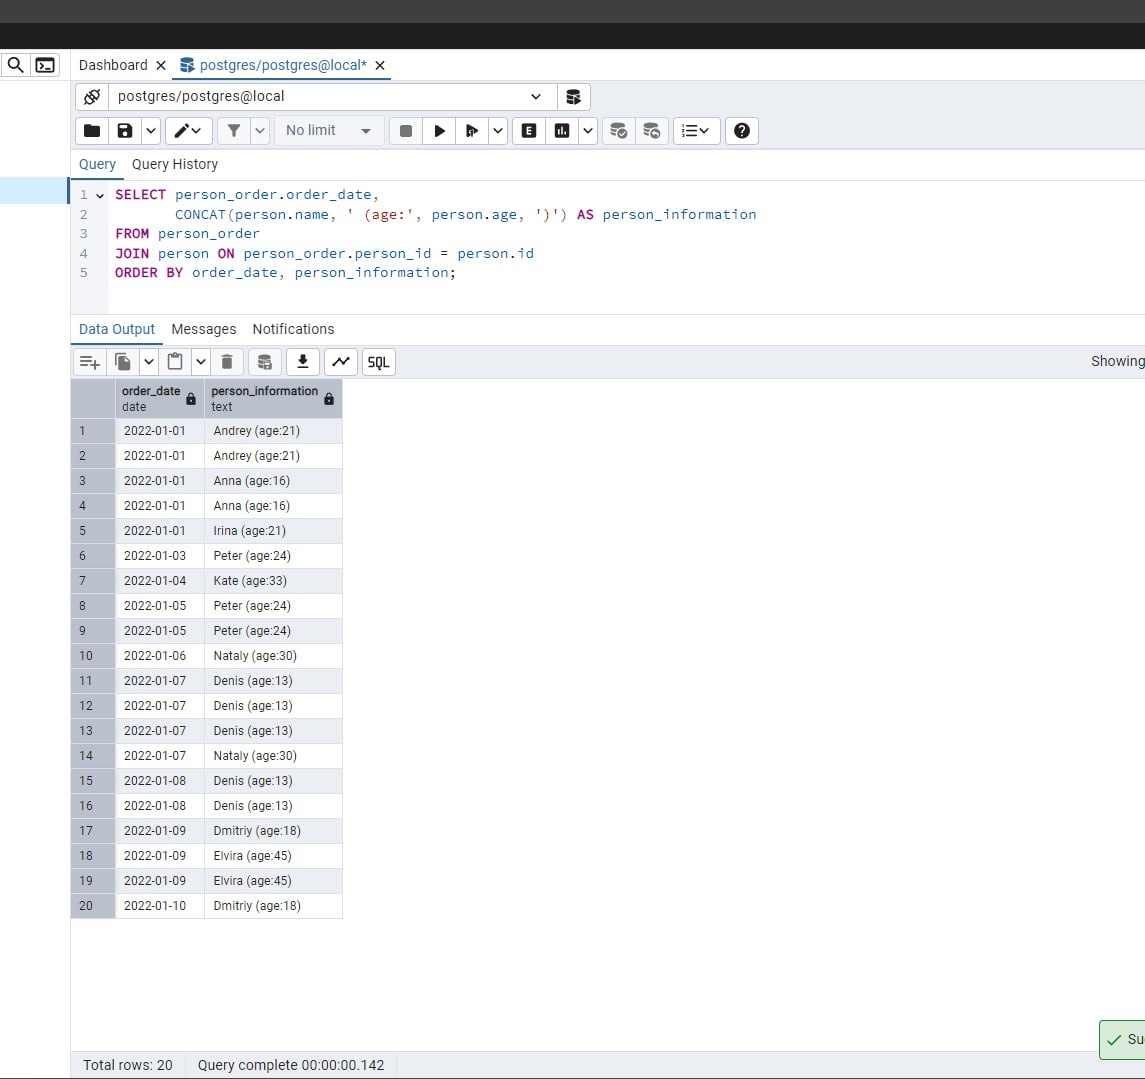 Dashboard postgres/postgres@local*
postgres/postgres@local
No limit E
Query Query History
1 SELECT person_order.order_date,
2 CONCAT(person.name, ' (age:', person.age, ')') AS person_information
3 FROM person_order
4 JOIN person ON person_order.person_id = person.id
5 ORDER BY order_date, person_information;
Data Output Messages Notifications
SQL Showing
order_date person_information
date text
1 2022-01-01 Andrey (age:21)
2 2022-01-01 Andrey (age:21)
3 2022-01-01 Anna (age:16)
4 2022-01-01 Anna (age:16)
5 2022-01-01 Irina (age:21)
6 2022-01-03 Peter (age:24)
7 2022-01-04 Kate (age:33)
8 2022-01-05 Peter (age:24)
9 2022-01-05 Peter (age:24)
10 2022-01-06 Nataly (age:30)
11 2022-01-07 Denis (age:13)
12 2022-01-07 Denis (age:13)
13 2022-01-07 Denis (age:13)
14 2022-01-07 Nataly (age:30)
15 2022-01-08 Denis (age:13)
16 2022-01-08 Denis (age:13)
17 2022-01-09 Dmitriy (age:18)
18 2022-01-09 Elvira (age:45)
19 2022-01-09 Elvira (age:45)
20 2022-01-10 Dmitriy (age:18)
Su
Total rows: 20 Query complete 00:00:00.142